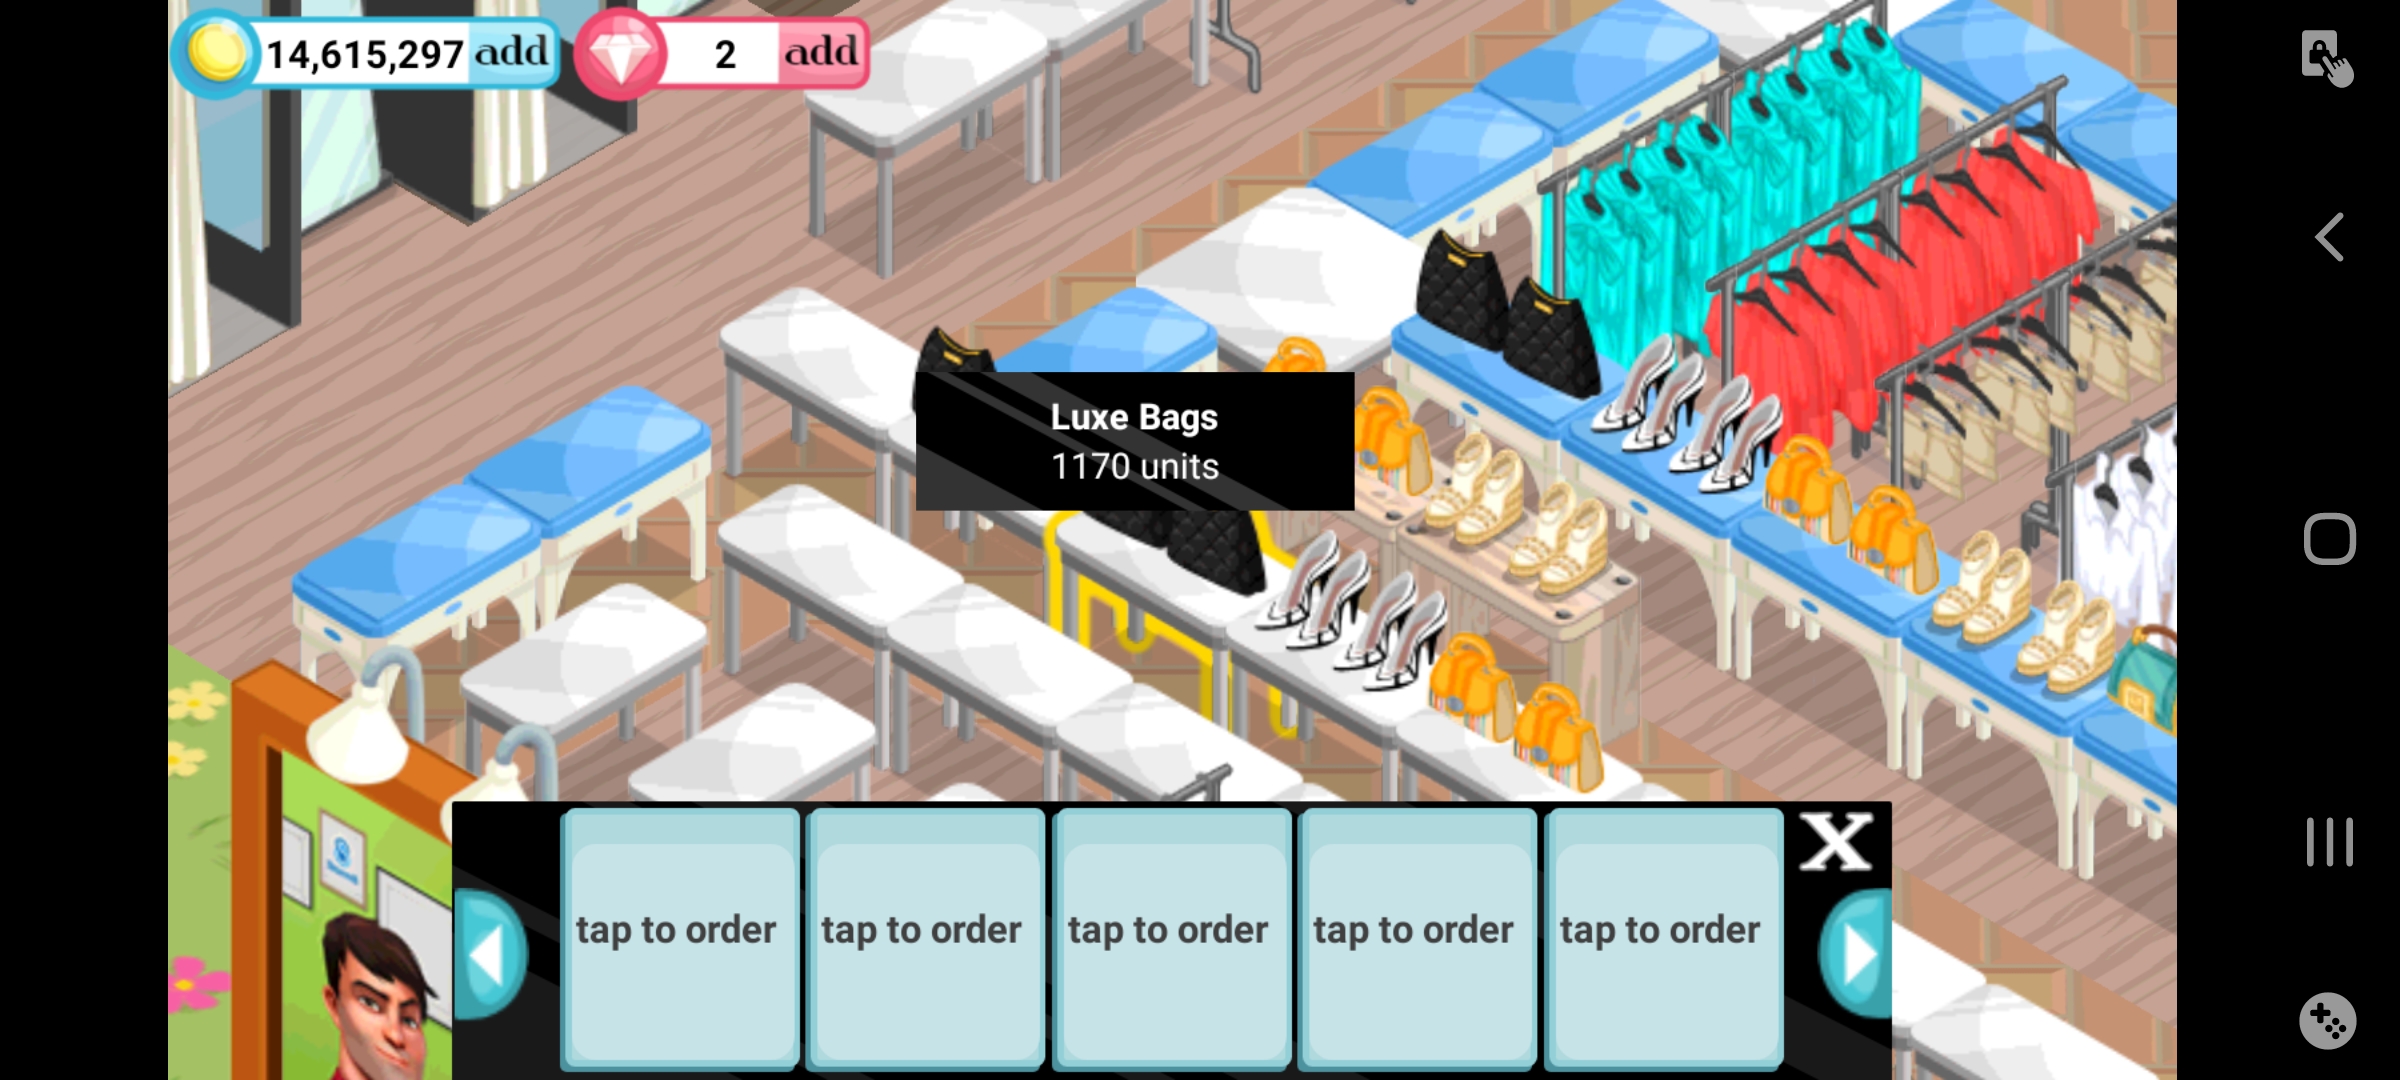 14,615,297 add
2 add
Luxe Bags
1170 units
X
tap to order
tap to order
tap to order
tap to order
tap to order